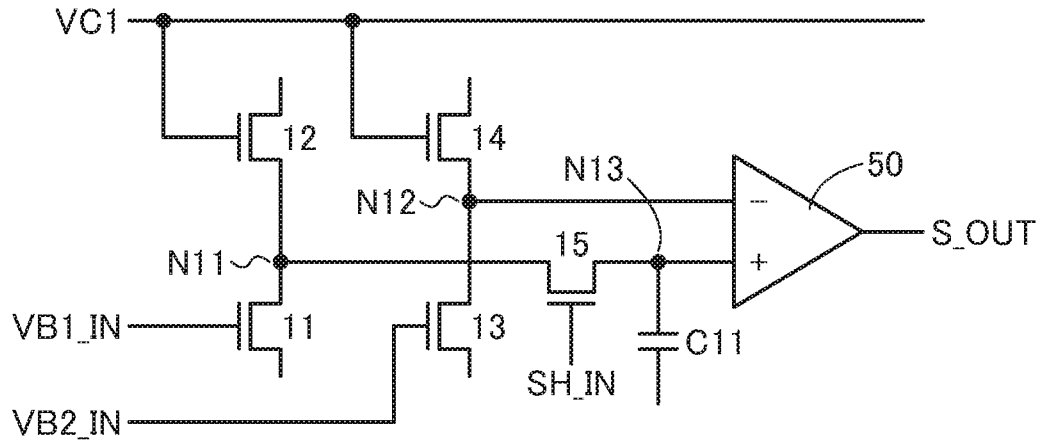 VC1
12
14
N13
50
N12
−
S_OUT
N11
15
+
VB1_IN
11
13
C11
SH_IN
VB2_IN